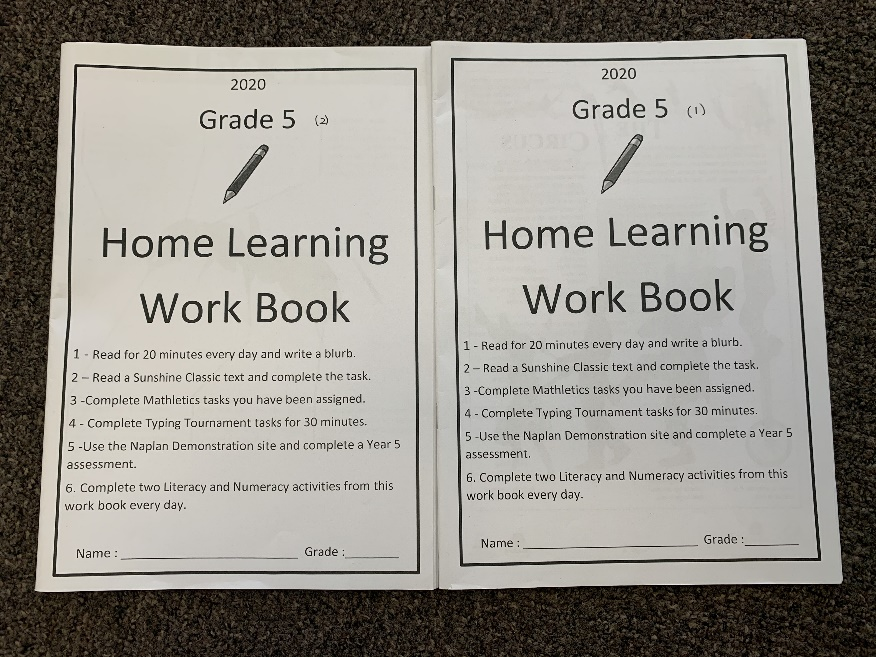 2020
Grade 5 (2)
Home Learning
Work Book
1 - Read for 20 minutes every day and write a blurb.
2 – Read a Sunshine Classic text and complete the task.
3 -Complete Mathletics tasks you have been assigned.
4 - Complete Typing Tournament tasks for 30 minutes.
5 -Use the Naplan Demonstration site and complete a Year 5
assessment.
6. Complete two Literacy and Numeracy activities from this
work book every day.
Name : ____________________ Grade :______
2020
Grade 5 (1)
Home Learning
Work Book
1 - Read for 20 minutes every day and write a blurb.
2 – Read a Sunshine Classic text and complete the task.
3 -Complete Mathletics tasks you have been assigned.
4 - Complete Typing Tournament tasks for 30 minutes.
5 -Use the Naplan Demonstration site and complete a Year 5
assessment.
6. Complete two Literacy and Numeracy activities from this
work book every day.
Name : ____________________ Grade :______